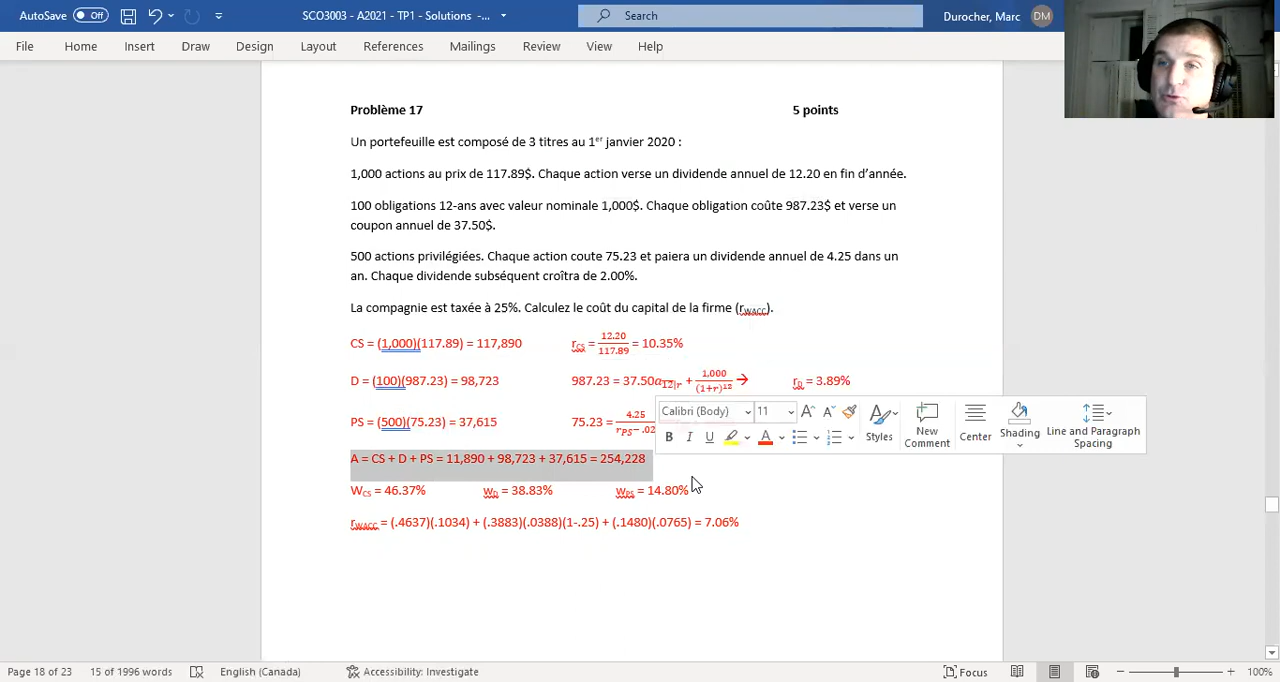 AutoSave Off SCO3003 - A2021 - TP1 - Solutions -... Search Durocher, Marc DM
File Home Insert Draw Design Layout References Mailings Review View Help
Problème 17 5 points
Un portefeuille est composé de 3 titres au 1er janvier 2020 :
1,000 actions au prix de 117.89$. Chaque action verse un dividende annuel de 12.20 en fin d’année.
100 obligations 12-ans avec valeur nominale 1,000$. Chaque obligation coûte 987.23$ et verse un
coupon annuel de 37.50$.
500 actions privilégiées. Chaque action coute 75.23 et paiera un dividende annuel de 4.25 dans un
an. Chaque dividende subséquent croîtra de 2.00%.
La compagnie est taxée à 25%. Calculez le coût du capital de la firme (rWACC).
CS = (1,000)(117.89) = 117,890 rCS = 12.20/117.89 = 10.35%
D = (100)(987.23) = 98,723 987.23 = 37.50a12|r + 1,000/(1+r)^12 → rD = 3.89%
PS = (500)(75.23) = 37,615 75.23 = 4.25/(rPS − .02
Calibri (Body) 11 A A Styles New Comment Center Shading Line and Paragraph Spacing
B I U A
A = CS + D + PS = 11,890 + 98,723 + 37,615 = 254,228
WCS = 46.37% wD = 38.83% wPS = 14.80%
rWACC = (.4637)(.1034) + (.3883)(.0388)(1-.25) + (.1480)(.0765) = 7.06%
Page 18 of 23 15 of 1996 words English (Canada) Accessibility: Investigate Focus 100%